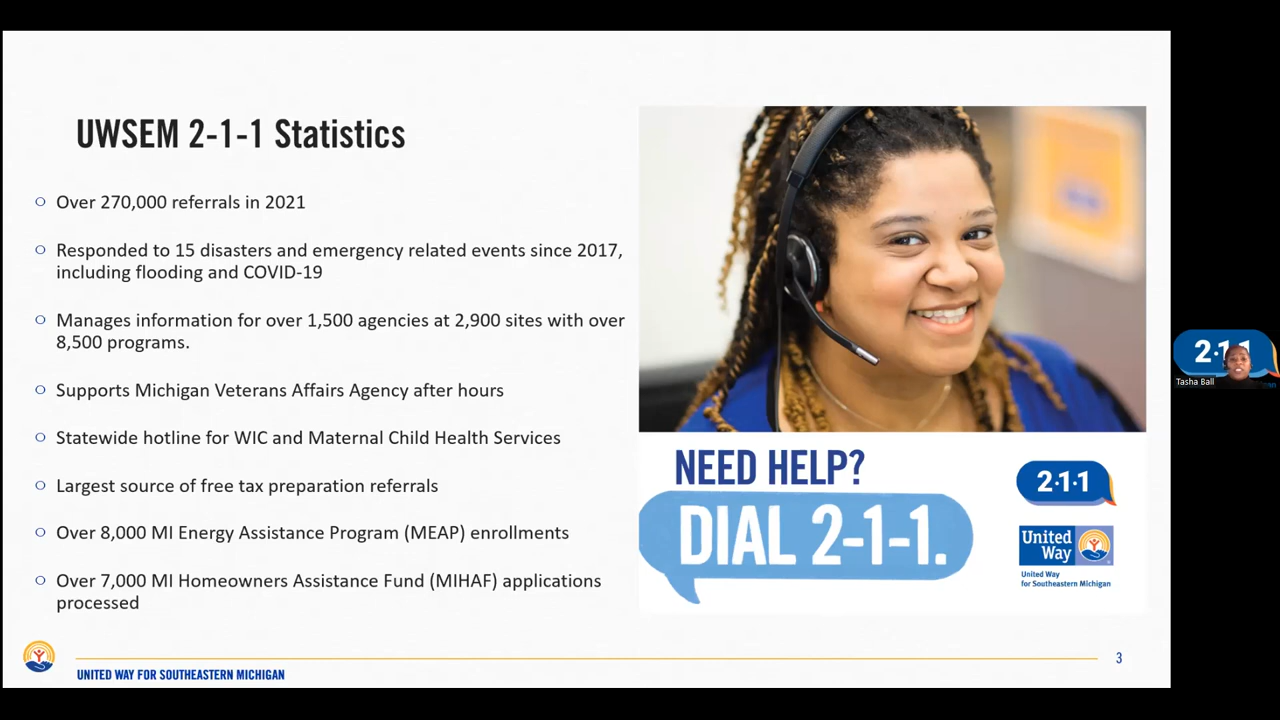 UWSEM 2-1-1 Statistics
Over 270,000 referrals in 2021
Responded to 15 disasters and emergency related events since 2017,
including flooding and COVID-19
Manages information for over 1,500 agencies at 2,900 sites with over
8,500 programs.
Supports Michigan Veterans Affairs Agency after hours
Statewide hotline for WIC and Maternal Child Health Services
Largest source of free tax preparation referrals
Over 8,000 MI Energy Assistance Program (MEAP) enrollments
Over 7,000 MI Homeowners Assistance Fund (MIHAF) applications
processed
NEED HELP?
DIAL 2-1-1.
2·1·1
United
Way
United Way
for Southeastern Michigan
UNITED WAY FOR SOUTHEASTERN MICHIGAN
3
Tasha Ball